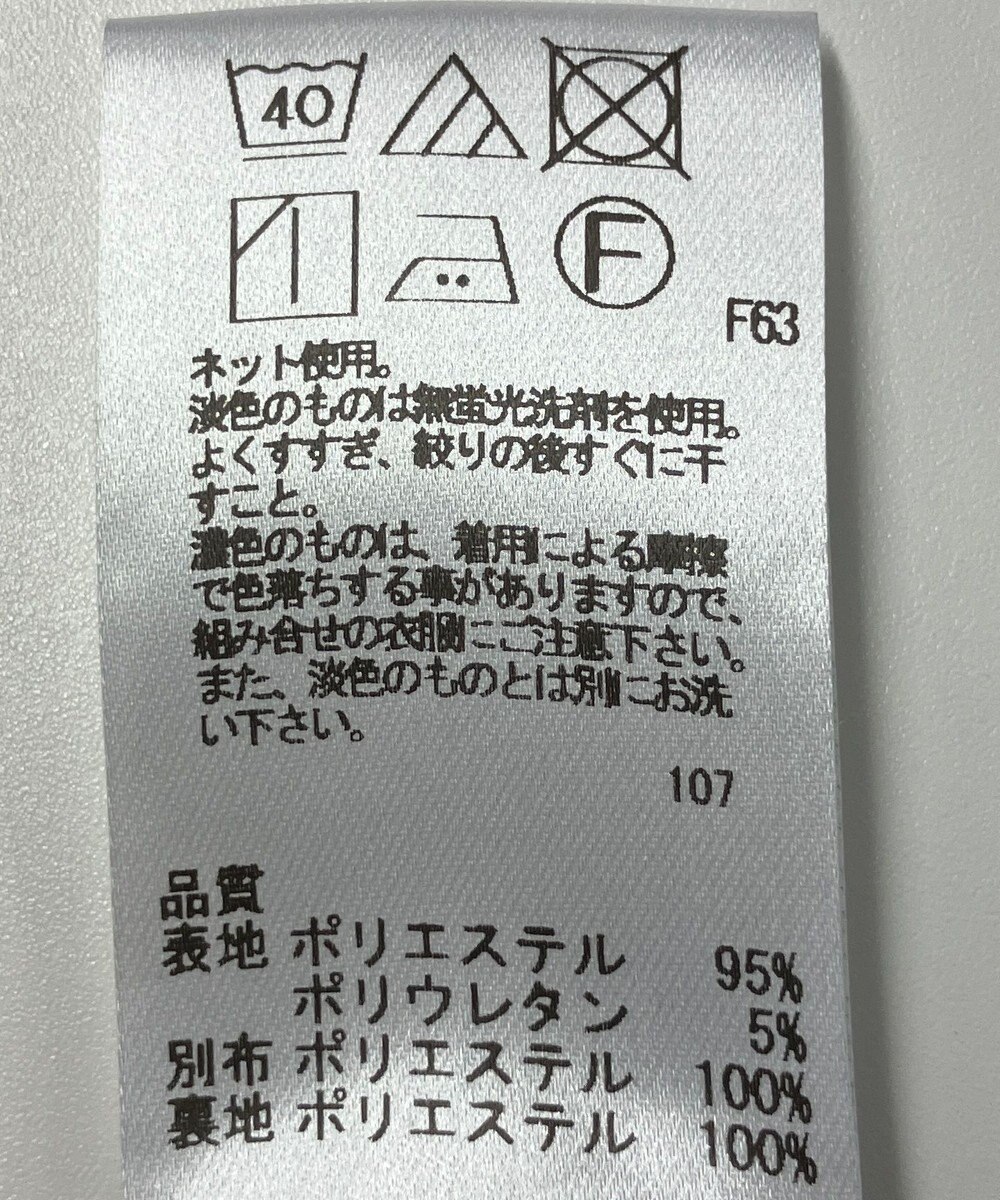 40
F
F63
ネット使用。
淡色のものは無蛍光洗剤を使用。
よくすすぎ、絞りの後すぐに干
すこと。
濃色のものは、着用による摩擦
で色落ちする事がありますので、
組み合せの衣服にご注意下さい。
また、淡色のものとは別にお洗
い下さい。
107
品質
表地 ポリエステル 95%
ポリウレタン 5%
別布 ポリエステル 100%
裏地 ポリエステル 100%